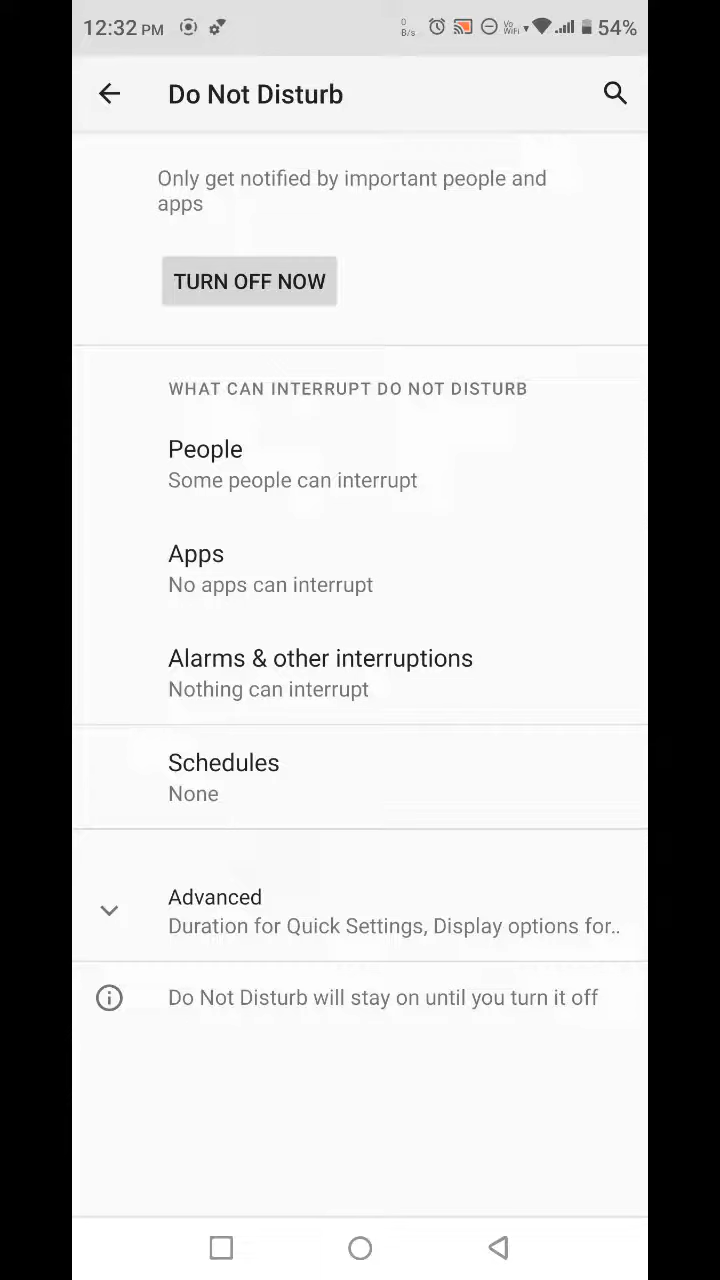 12:32 PM 0 B/s Vo WiFi 54%
Do Not Disturb
Only get notified by important people and
apps
TURN OFF NOW
WHAT CAN INTERRUPT DO NOT DISTURB
People
Some people can interrupt
Apps
No apps can interrupt
Alarms & other interruptions
Nothing can interrupt
Schedules
None
Advanced
Duration for Quick Settings, Display options for..
Do Not Disturb will stay on until you turn it off